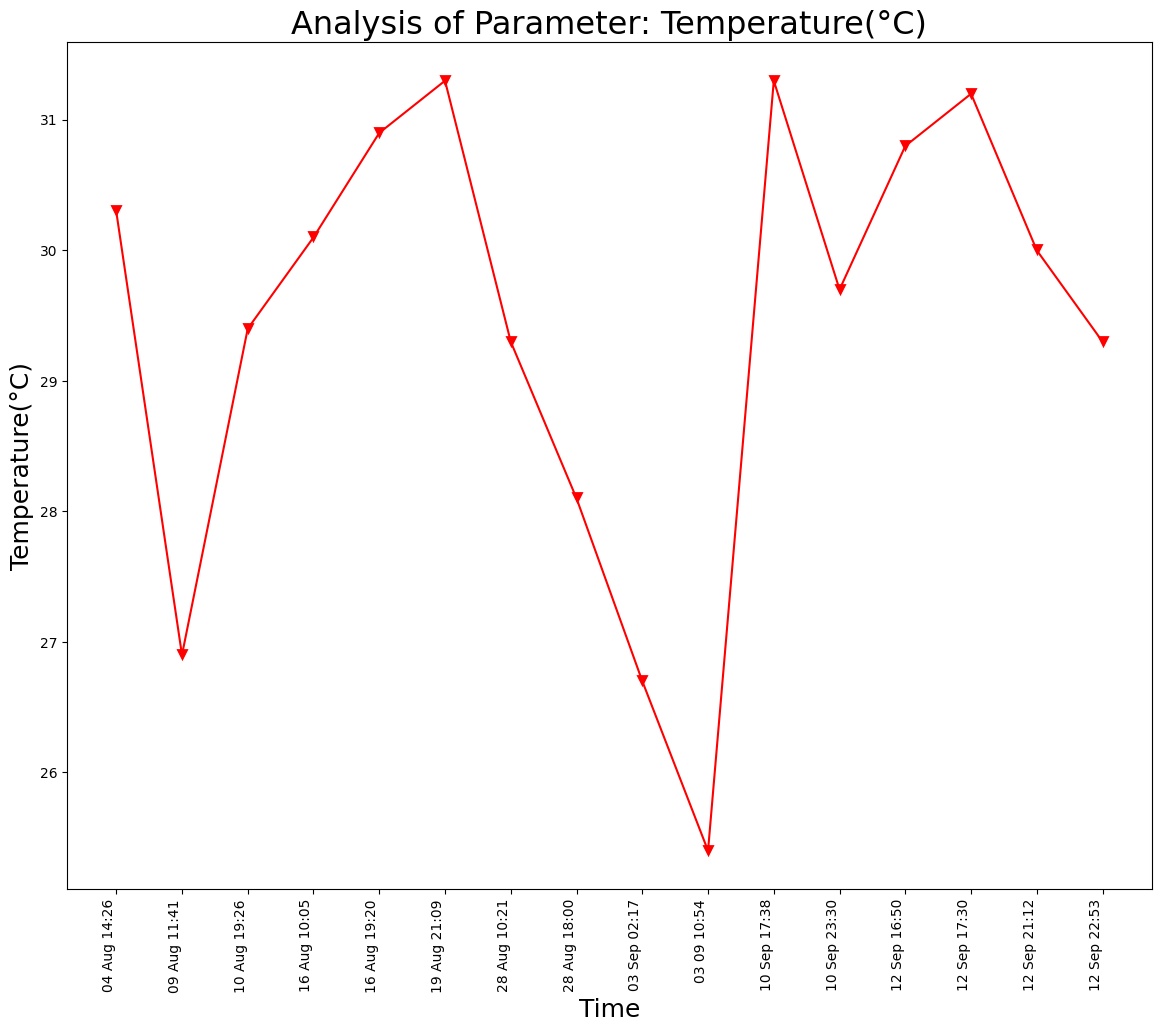 Analysis of Parameter: Temperature(°C)
Temperature(°C)
31
30
29
28
27
26
04 Aug 14:26
09 Aug 11:41
10 Aug 19:26
16 Aug 10:05
16 Aug 19:20
19 Aug 21:09
28 Aug 10:21
28 Aug 18:00
03 Sep 02:17
03 09 10:54
10 Sep 17:38
10 Sep 23:30
12 Sep 16:50
12 Sep 17:30
12 Sep 21:12
12 Sep 22:53
Time